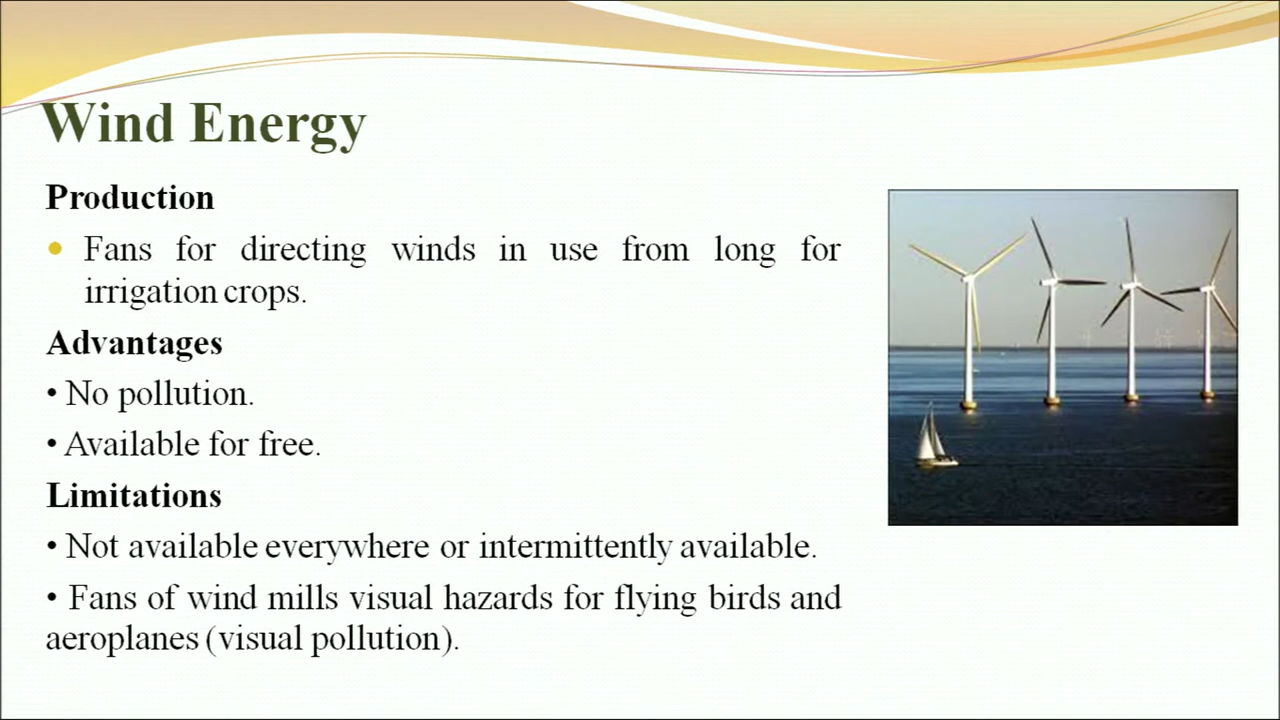 Wind Energy
Production
• Fans for directing winds in use from long for
irrigation crops.
Advantages
• No pollution.
• Available for free.
Limitations
• Not available everywhere or intermittently available.
• Fans of wind mills visual hazards for flying birds and
aeroplanes (visual pollution).